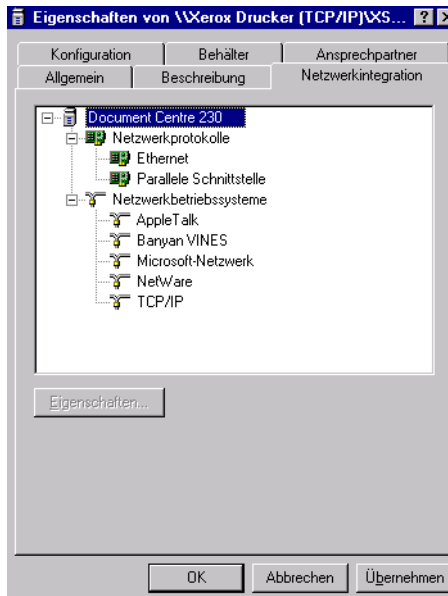 Eigenschaften von \\Xerox Drucker (TCP/IP)\XS...
Konfiguration Behälter Ansprechpartner
Allgemein Beschreibung Netzwerkintegration
Document Centre 230
Netzwerkprotokolle
Ethernet
Parallele Schnittstelle
Netzwerkbetriebssysteme
AppleTalk
Banyan VINES
Microsoft-Netzwerk
NetWare
TCP/IP
Eigenschaften...
OK Abbrechen Übernehmen